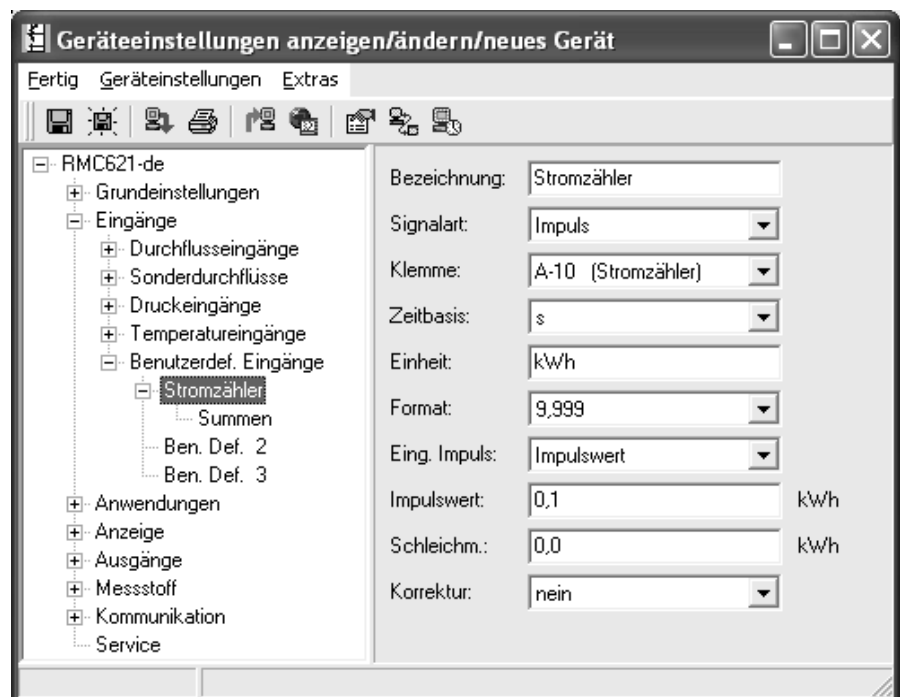 Geräteeinstellungen anzeigen/ändern/neues Gerät
Fertig Geräteinstellungen Extras
RMC621-de
Grundeinstellungen
Eingänge
Durchflusseingänge
Sonderdurchflüsse
Druckeingänge
Temperatureingänge
Benutzerdef. Eingänge
Stromzähler
Summen
Ben. Def. 2
Ben. Def. 3
Anwendungen
Anzeige
Ausgänge
Messstoff
Kommunikation
Service
Bezeichnung: Stromzähler
Signalart: Impuls
Klemme: A-10 (Stromzähler)
Zeitbasis: s
Einheit: kWh
Format: 9,999
Eing. Impuls: Impulswert
Impulswert: 0,1 kWh
Schleichm.: 0,0 kWh
Korrektur: nein